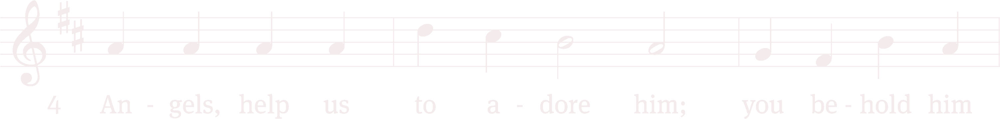 4 An - gels, help us to a - dore him; you be - hold him